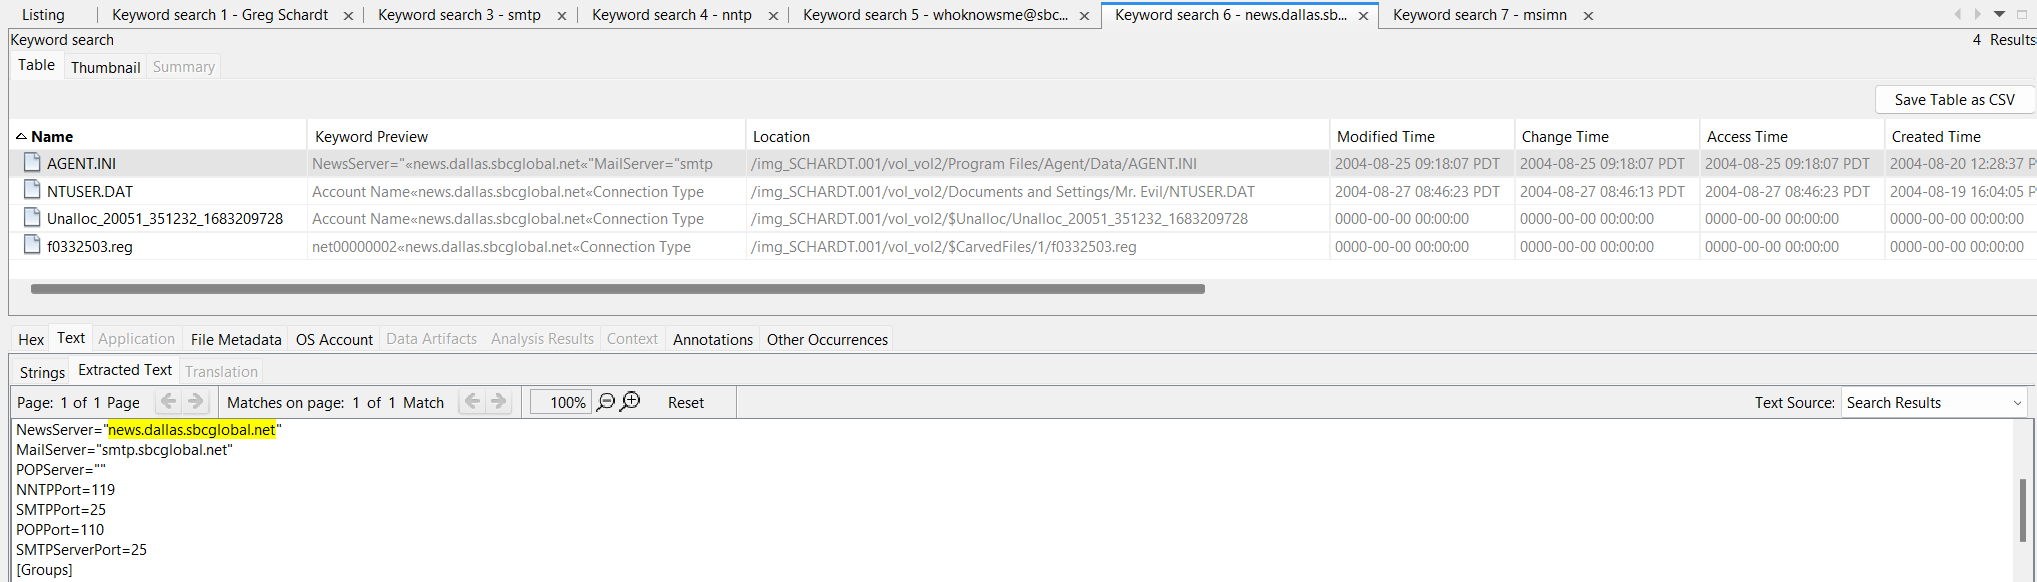 Listing Keyword search 1 - Greg Schardt Keyword search 3 - smtp Keyword search 4 - nntp Keyword search 5 - whoknowsme@sbc... Keyword search 6 - news.dallas.sb... Keyword search 7 - msimn
Keyword search 4 Results
Table Thumbnail Summary
Save Table as CSV
Name Keyword Preview Location Modified Time Change Time Access Time Created Time
AGENT.INI NewsServer="«news.dallas.sbcglobal.net«"MailServer="smtp /img_SCHARDT.001/vol_vol2/Program Files/Agent/Data/AGENT.INI 2004-08-25 09:18:07 PDT 2004-08-25 09:18:07 PDT 2004-08-25 09:18:07 PDT 2004-08-20 12:28:37 P
NTUSER.DAT Account Name«news.dallas.sbcglobal.net«Connection Type /img_SCHARDT.001/vol_vol2/Documents and Settings/Mr. Evil/NTUSER.DAT 2004-08-27 08:46:23 PDT 2004-08-27 08:46:13 PDT 2004-08-27 08:46:23 PDT 2004-08-19 16:04:05 P
Unalloc_20051_351232_1683209728 Account Name«news.dallas.sbcglobal.net«Connection Type /img_SCHARDT.001/vol_vol2/$Unalloc/Unalloc_20051_351232_1683209728 0000-00-00 00:00:00 0000-00-00 00:00:00 0000-00-00 00:00:00 0000-00-00 00:00:00
f0332503.reg net00000002«news.dallas.sbcglobal.net«Connection Type /img_SCHARDT.001/vol_vol2/$CarvedFiles/1/f0332503.reg 0000-00-00 00:00:00 0000-00-00 00:00:00 0000-00-00 00:00:00 0000-00-00 00:00:00
Hex Text Application File Metadata OS Account Data Artifacts Analysis Results Context Annotations Other Occurrences
Strings Extracted Text Translation
Page: 1 of 1 Page Matches on page: 1 of 1 Match 100% Reset Text Source: Search Results
NewsServer="news.dallas.sbcglobal.net"
MailServer="smtp.sbcglobal.net"
POPServer=""
NNTPPort=119
SMTPPort=25
POPPort=110
SMTPServerPort=25
[Groups]